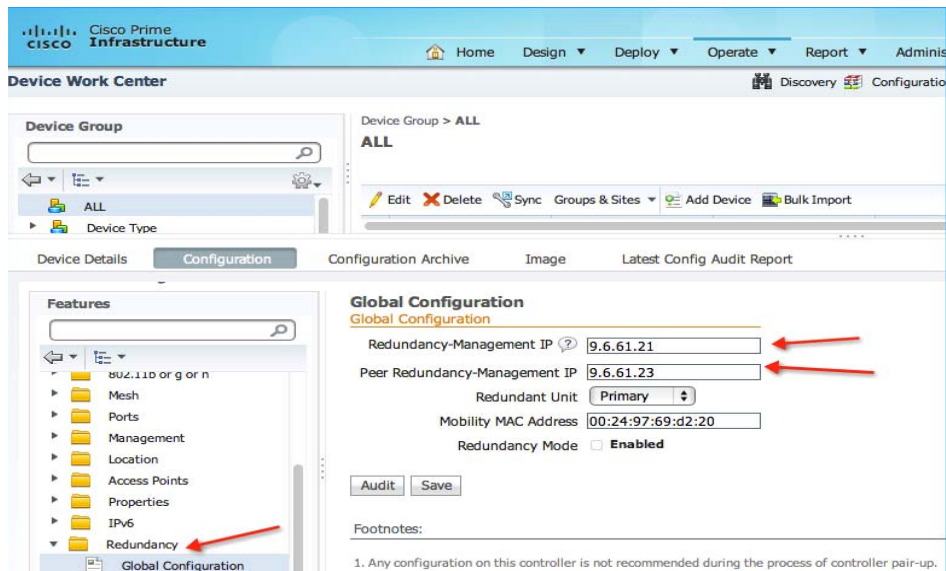 Cisco Prime
CISCO Infrastructure
Home Design Deploy Operate Report Adminis
Device Work Center
Discovery Configuratio
Device Group
ALL
Device Type
Device Group > ALL
ALL
Edit Delete Sync Groups & Sites Add Device Bulk Import
Device Details Configuration Configuration Archive Image Latest Config Audit Report
Features
802.11b or g or n
Mesh
Ports
Management
Location
Access Points
Properties
IPv6
Redundancy
Global Configuration
Global Configuration
Global Configuration
Redundancy-Management IP ? 9.6.61.21
Peer Redundancy-Management IP 9.6.61.23
Redundant Unit Primary
Mobility MAC Address 00:24:97:69:d2:20
Redundancy Mode Enabled
Audit Save
Footnotes:
1. Any configuration on this controller is not recommended during the process of controller pair-up.